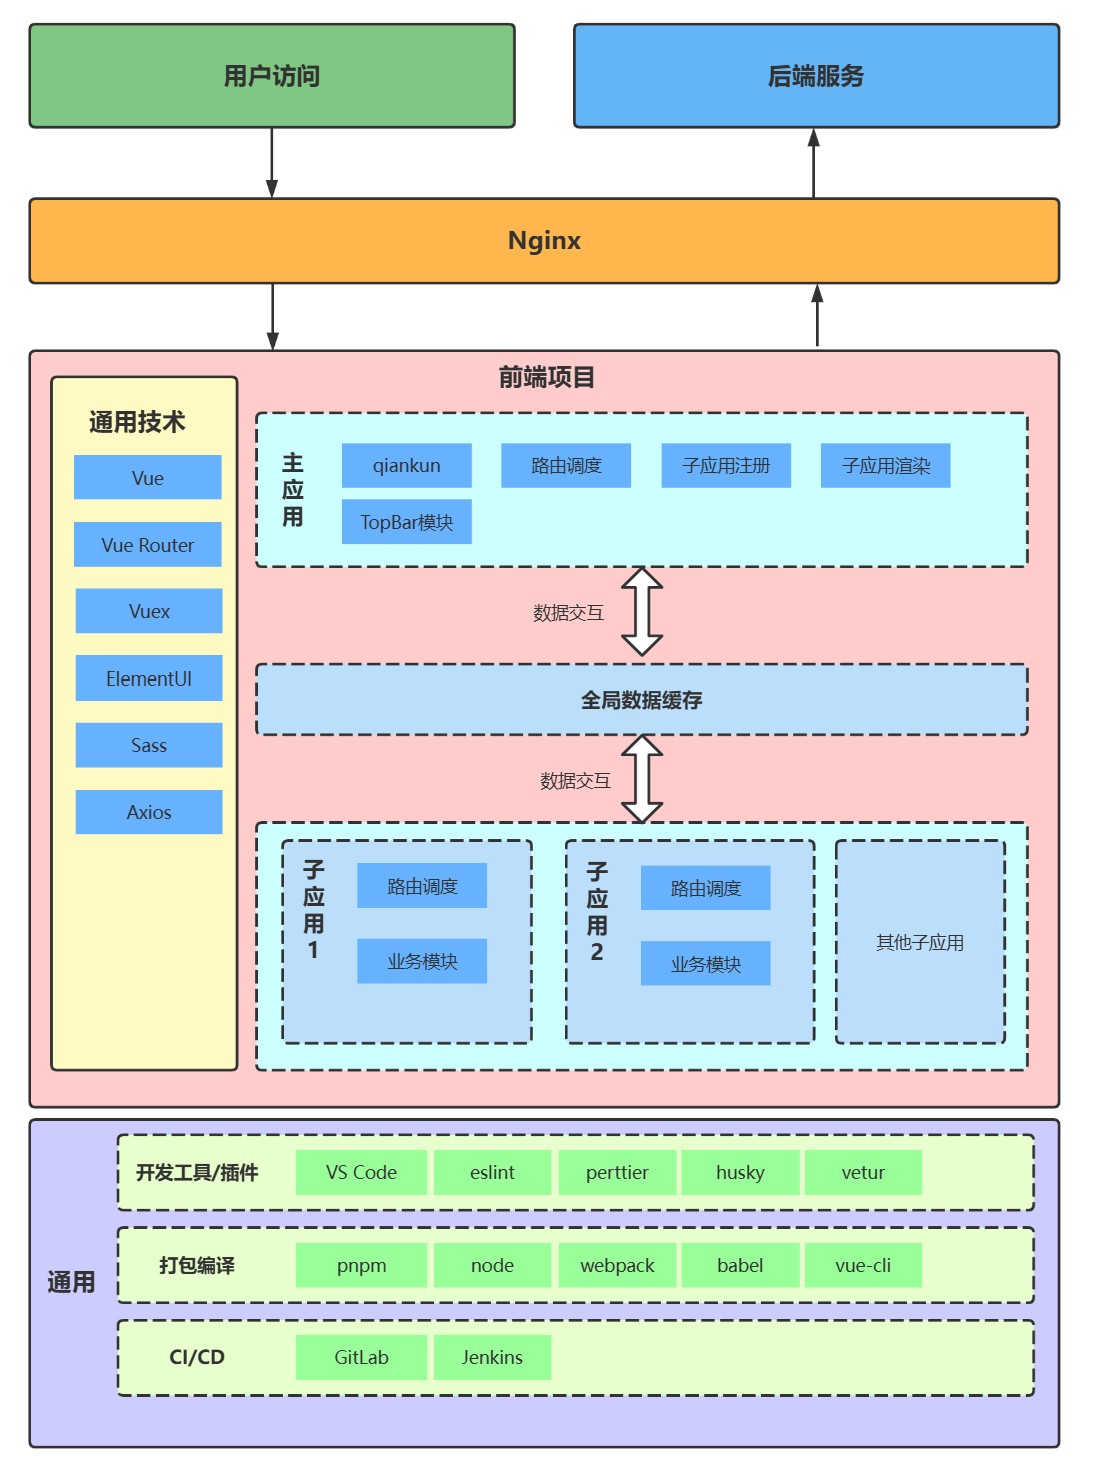 用户访问
后端服务
Nginx
前端项目
通用技术
Vue
Vue Router
Vuex
ElementUI
Sass
Axios
主应用
qiankun
路由调度
子应用注册
子应用渲染
TopBar模块
数据交互
全局数据缓存
数据交互
子应用1
路由调度
业务模块
子应用2
路由调度
业务模块
其他子应用
通用
开发工具/插件
VS Code
eslint
perttier
husky
vetur
打包编译
pnpm
node
webpack
babel
vue-cli
CI/CD
GitLab
Jenkins